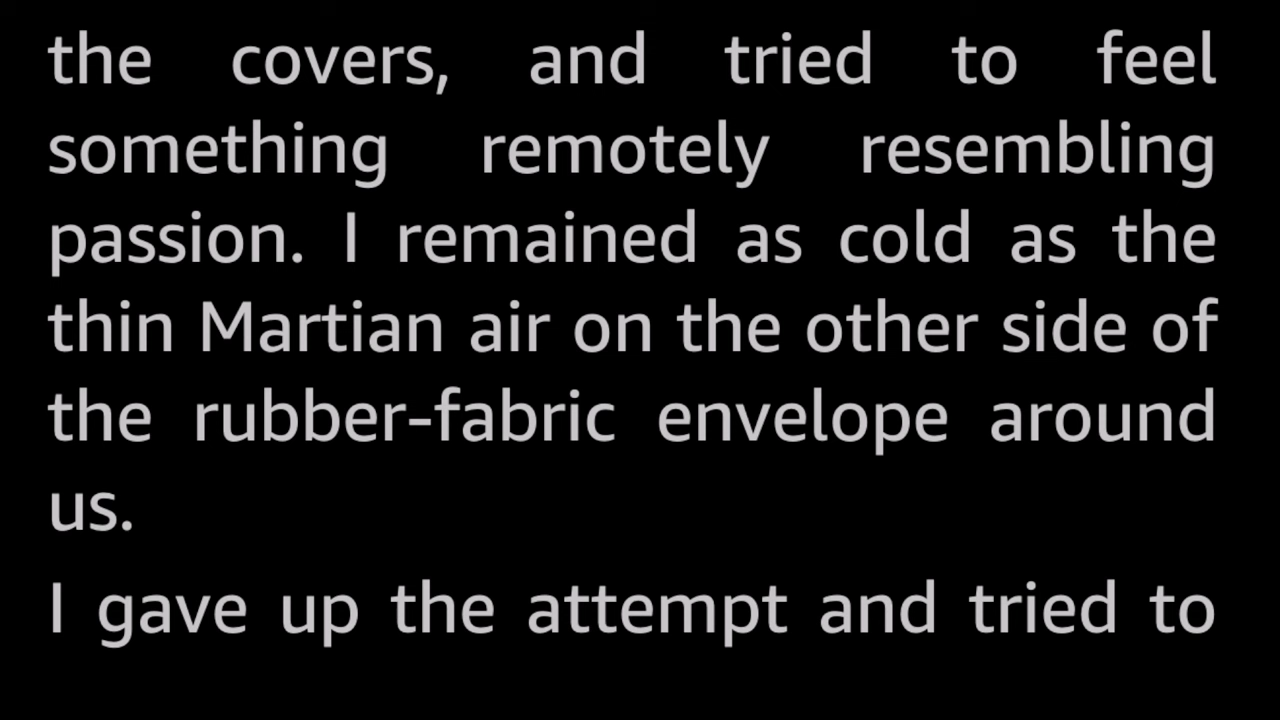 the covers, and tried to feel
something remotely resembling
passion. I remained as cold as the
thin Martian air on the other side of
the rubber-fabric envelope around
us.
I gave up the attempt and tried to